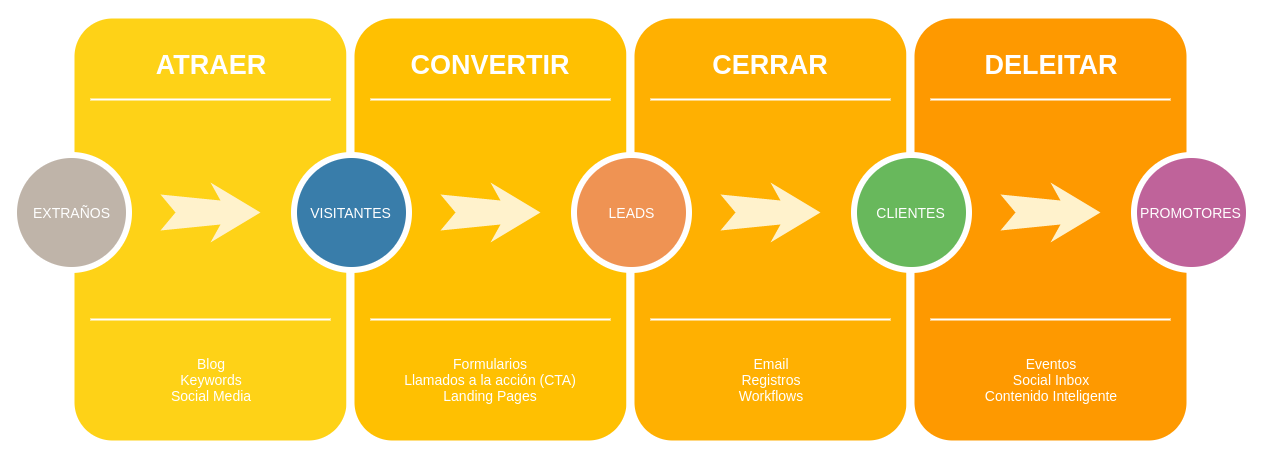 ATRAER
CONVERTIR
CERRAR
DELEITAR
EXTRAÑOS
VISITANTES
LEADS
CLIENTES
PROMOTORES
Blog
Keywords
Social Media
Formularios
Llamados a la acción (CTA)
Landing Pages
Email
Registros
Workflows
Eventos
Social Inbox
Contenido Inteligente